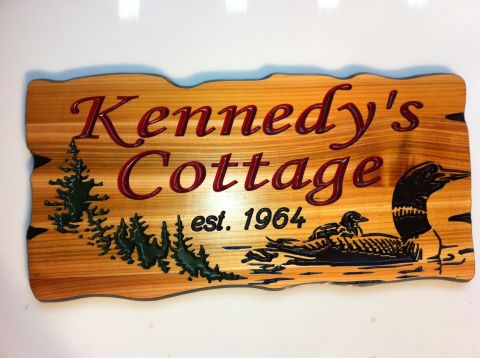 Kennedy's
Cottage
est. 1964